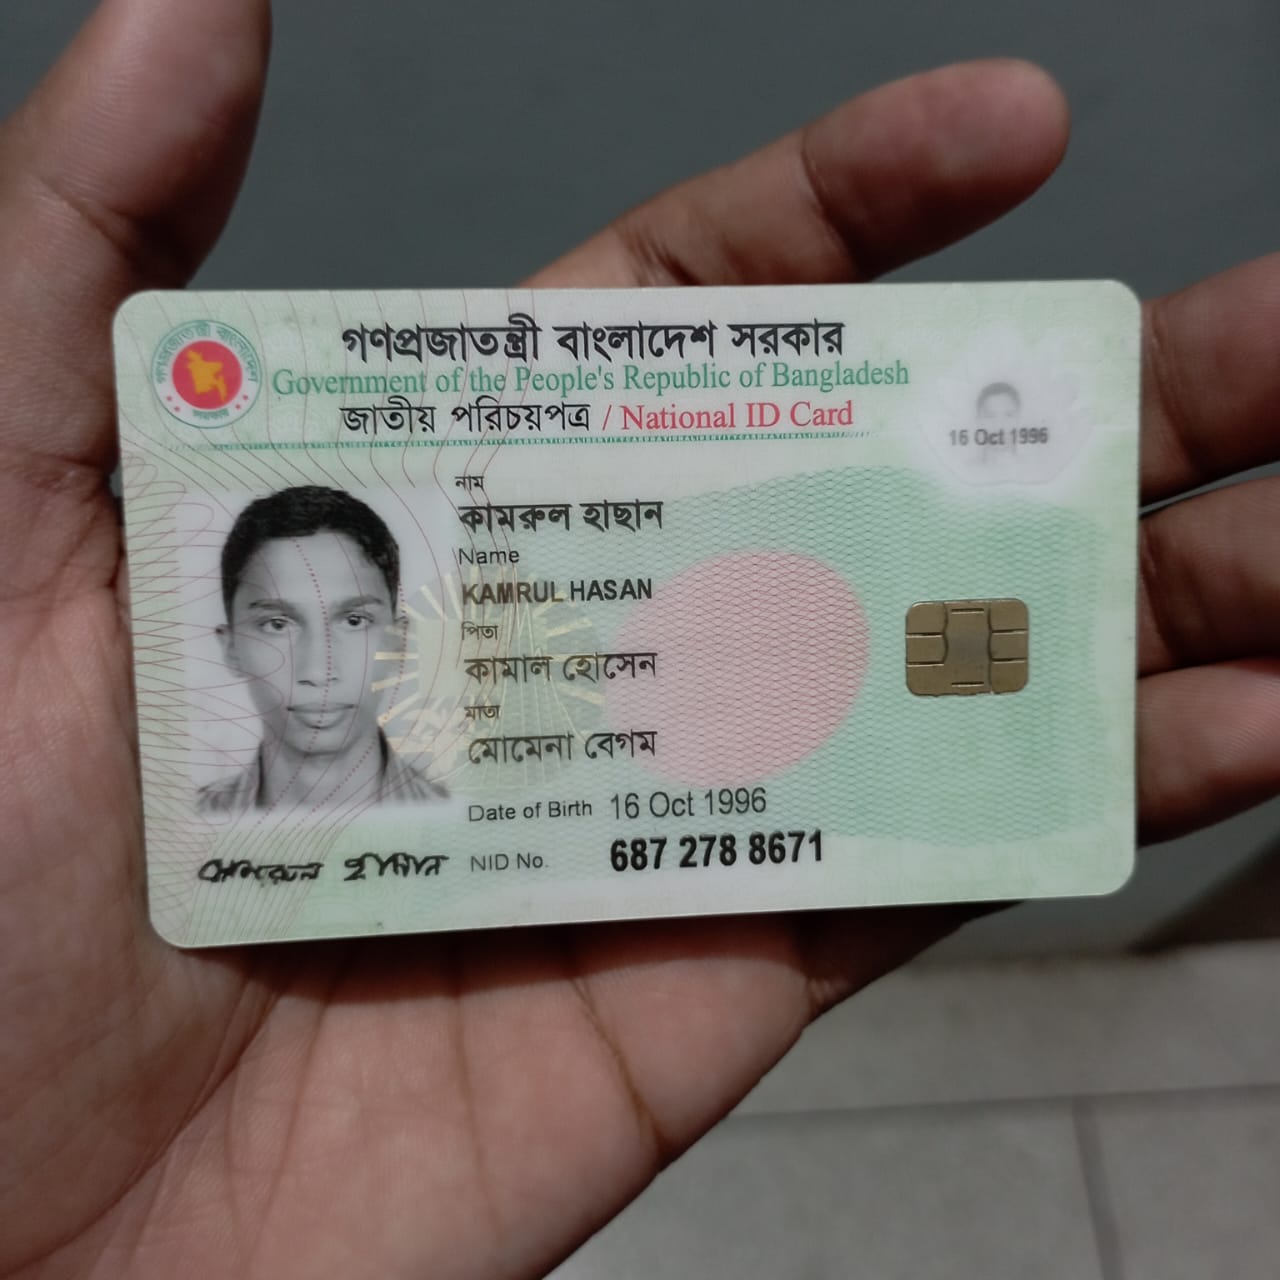 গণপ্রজাতন্ত্রী বাংলাদেশ সরকার
Government of the People's Republic of Bangladesh
জাতীয় পরিচয়পত্র / National ID Card
16 Oct 1996
নাম
কামরুল হাছান
Name
KAMRUL HASAN
পিতা
কামাল হোসেন
মাতা
মোমেনা বেগম
Date of Birth 16 Oct 1996
NID No. 687 278 8671